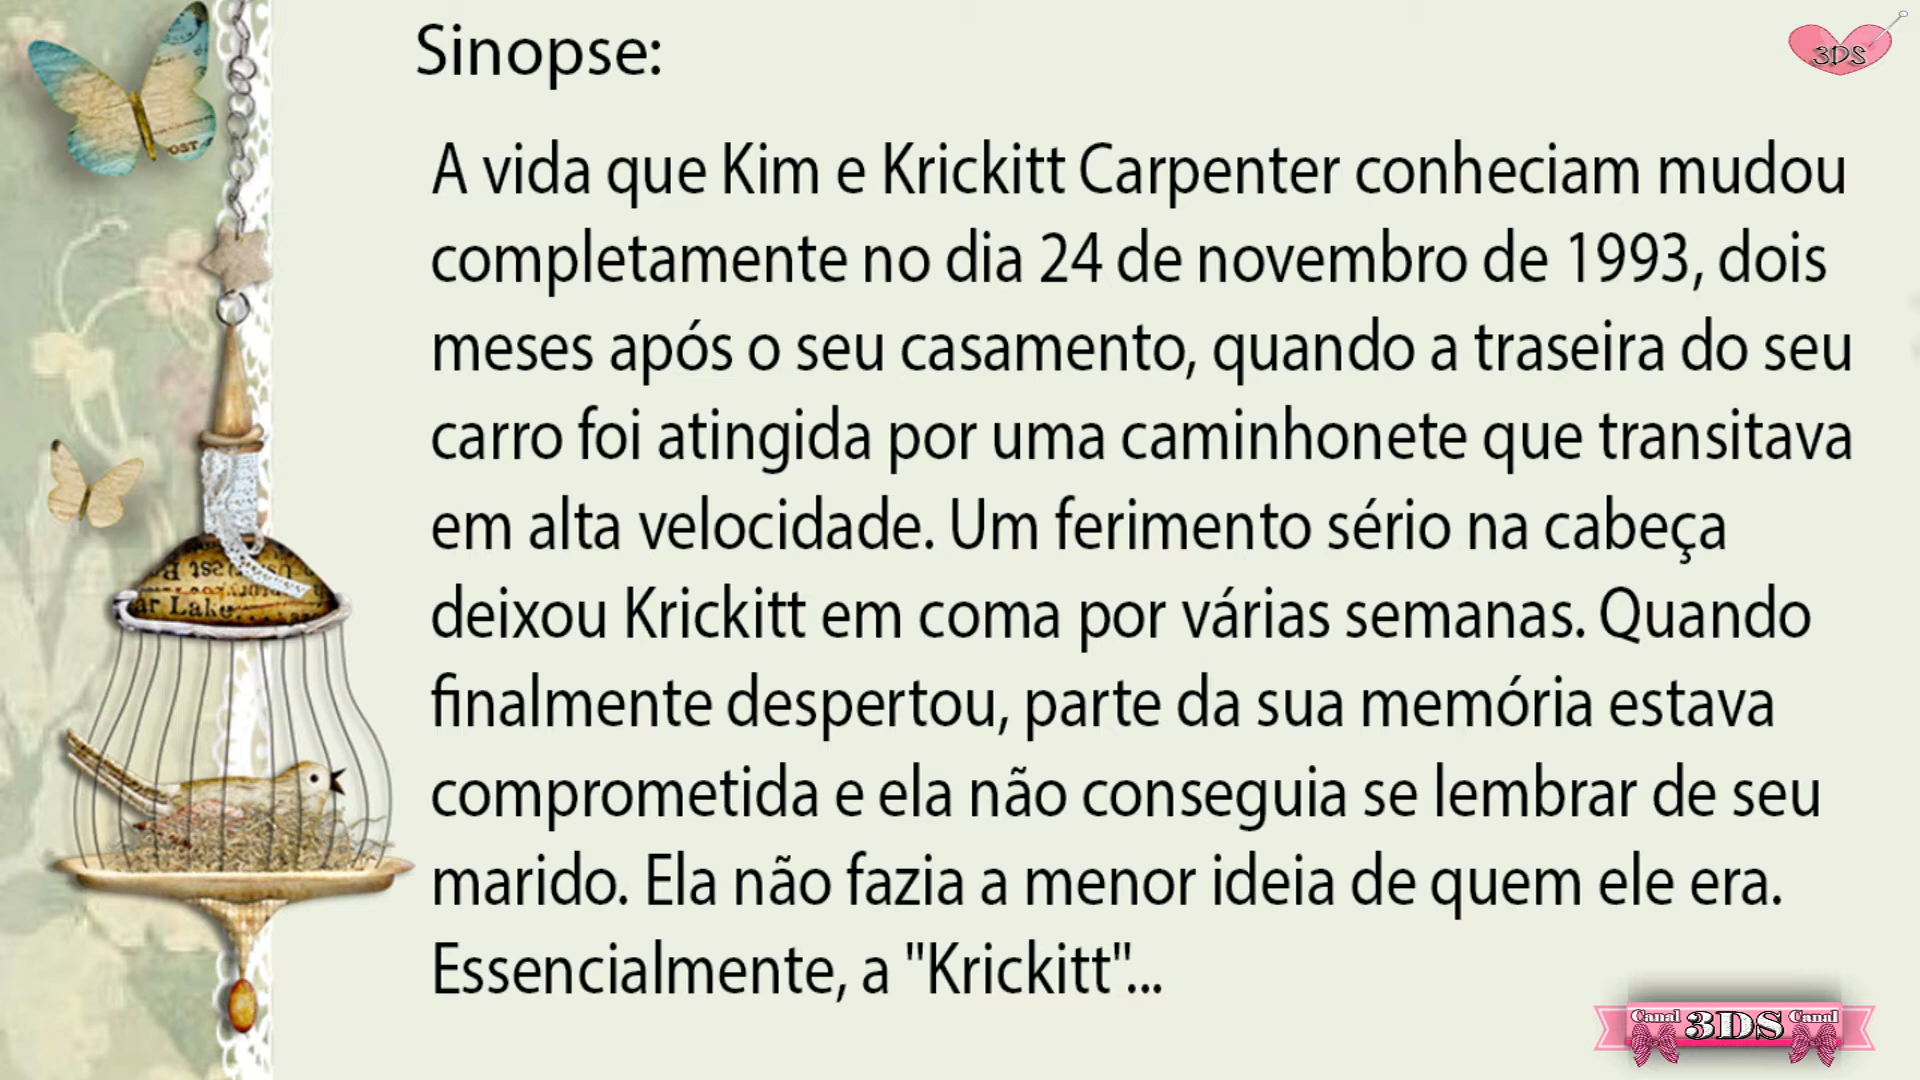 Sinopse:
3DS
A vida que Kim e Krickitt Carpenter conheciam mudou
completamente no dia 24 de novembro de 1993, dois
meses após o seu casamento, quando a traseira do seu
carro foi atingida por uma caminhonete que transitava
em alta velocidade. Um ferimento sério na cabeça
deixou Krickitt em coma por várias semanas. Quando
finalmente despertou, parte da sua memória estava
comprometida e ela não conseguia se lembrar de seu
marido. Ela não fazia a menor ideia de quem ele era.
Essencialmente, a "Krickitt"...
Canal 3DS Canal
OST
ar Lake